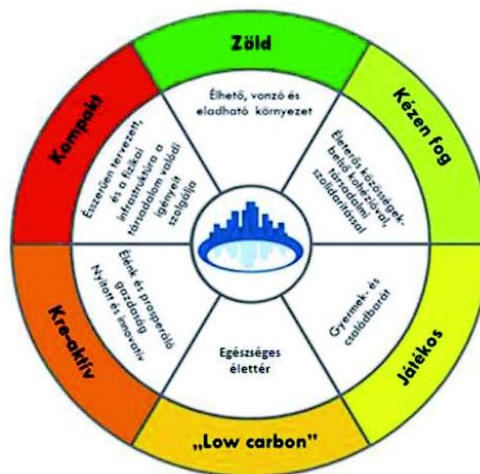 Zöld
Élhető, vonzó és
eladható környezet
Kézen fog
Életerős közösségek-
belső kohézióval,
társadalmi
szolidaritással
Játékos
Gyermek- és
családbarát
„Low carbon”
Egészséges
élettér
Kre-aktív
Élénk és prosperáló
gazdaság
Nyitott és innovatív
Kompakt
Ésszerűen tervezett,
és a fizikai
infrastruktúra a
társadalom valódi
igényeit
szolgálja